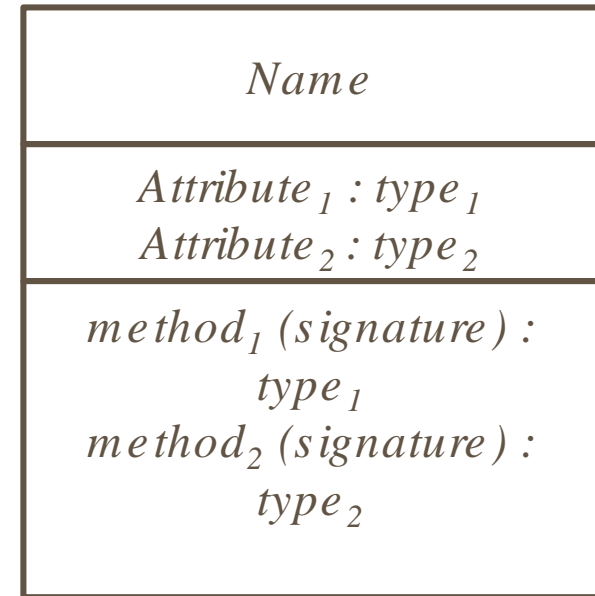 Name
Attribute₁ : type₁
Attribute₂ : type₂
method₁ (signature) :
type₁
method₂ (signature) :
type₂